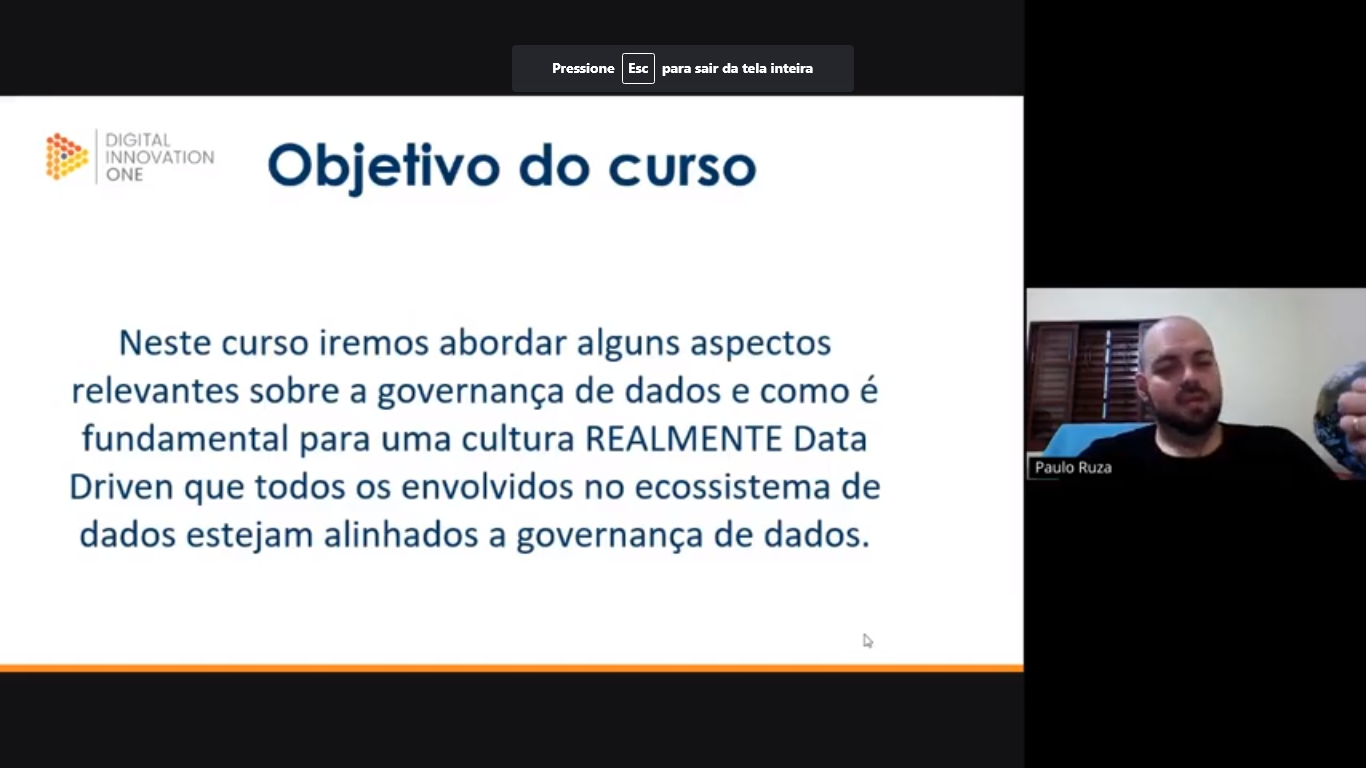 Pressione Esc para sair da tela inteira
DIGITAL
INNOVATION
ONE
Objetivo do curso
Neste curso iremos abordar alguns aspectos
relevantes sobre a governança de dados e como é
fundamental para uma cultura REALMENTE Data
Driven que todos os envolvidos no ecossistema de
dados estejam alinhados a governança de dados.
Paulo Ruza